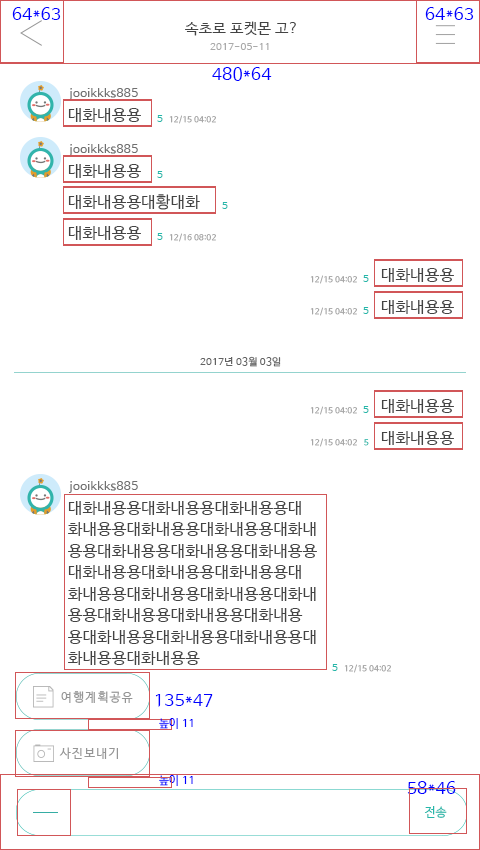 64*63
64*63
속초로 포켓몬 고?
2017-05-11
480*64
jooikkks885
대화내용용
5 12/15 04:02
jooikkks885
대화내용용
5
대화내용용대황대화
5
대화내용용
5 12/16 08:02
12/15 04:02 5
대화내용용
12/15 04:02 5
대화내용용
2017년 03월 03일
12/15 04:02 5
대화내용용
12/15 04:02 5
대화내용용
jooikkks885
대화내용용대화내용용대화내용용대
화내용용대화내용용대화내용용대화내
용용대화내용용대화내용용대화내용용
대화내용용대화내용용대화내용용대
화내용용대화내용용대화내용용대화내
용용대화내용용대화내용용대화내용
용대화내용용대화내용용대화내용용대
화내용용대화내용용
5 12/15 04:02
여행계획공유
135*47
높이 11
사진보내기
높이 11
58*46
전송